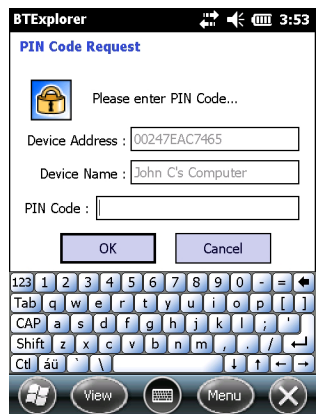 BTExplorer 3:53
PIN Code Request
Please enter PIN Code...
Device Address : 00247EAC7465
Device Name : John C's Computer
PIN Code :
OK Cancel
123 1 2 3 4 5 6 7 8 9 0 - =
Tab q w e r t y u i o p [ ]
CAP a s d f g h j k l ; '
Shift z x c v b n m , . /
Ctl áü ` \
View Menu